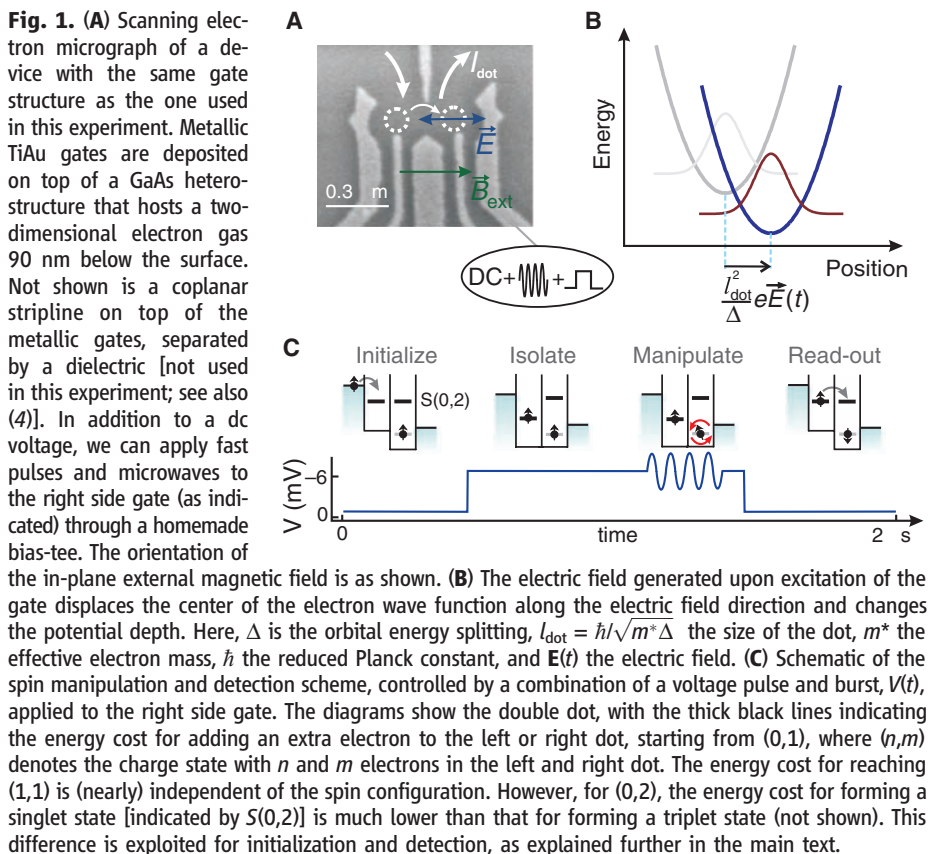 Fig. 1. (A) Scanning elec-
tron micrograph of a de-
vice with the same gate
structure as the one used
in this experiment. Metallic
TiAu gates are deposited
on top of a GaAs hetero-
structure that hosts a two-
dimensional electron gas
90 nm below the surface.
Not shown is a coplanar
stripline on top of the
metallic gates, separated
by a dielectric [not used
in this experiment; see also
(4)]. In addition to a dc
voltage, we can apply fast
pulses and microwaves to
the right side gate (as indi-
cated) through a homemade
bias-tee. The orientation of
the in-plane external magnetic field is as shown. (B) The electric field generated upon excitation of the
gate displaces the center of the electron wave function along the electric field direction and changes
the potential depth. Here, Δ is the orbital energy splitting, l_dot = ℏ/√(m*Δ) the size of the dot, m* the
effective electron mass, ℏ the reduced Planck constant, and E(t) the electric field. (C) Schematic of the
spin manipulation and detection scheme, controlled by a combination of a voltage pulse and burst, V(t),
applied to the right side gate. The diagrams show the double dot, with the thick black lines indicating
the energy cost for adding an extra electron to the left or right dot, starting from (0,1), where (n,m)
denotes the charge state with n and m electrons in the left and right dot. The energy cost for reaching
(1,1) is (nearly) independent of the spin configuration. However, for (0,2), the energy cost for forming a
singlet state [indicated by S(0,2)] is much lower than that for forming a triplet state (not shown). This
difference is exploited for initialization and detection, as explained further in the main text.
A
I_dot
E⃗
B⃗_ext
0.3 m
DC+ +
B
Energy
Position
l²_dot/Δ eE⃗(t)
C
Initialize Isolate Manipulate Read-out
S(0,2)
V (mV)
–6
0
0 time 2 s